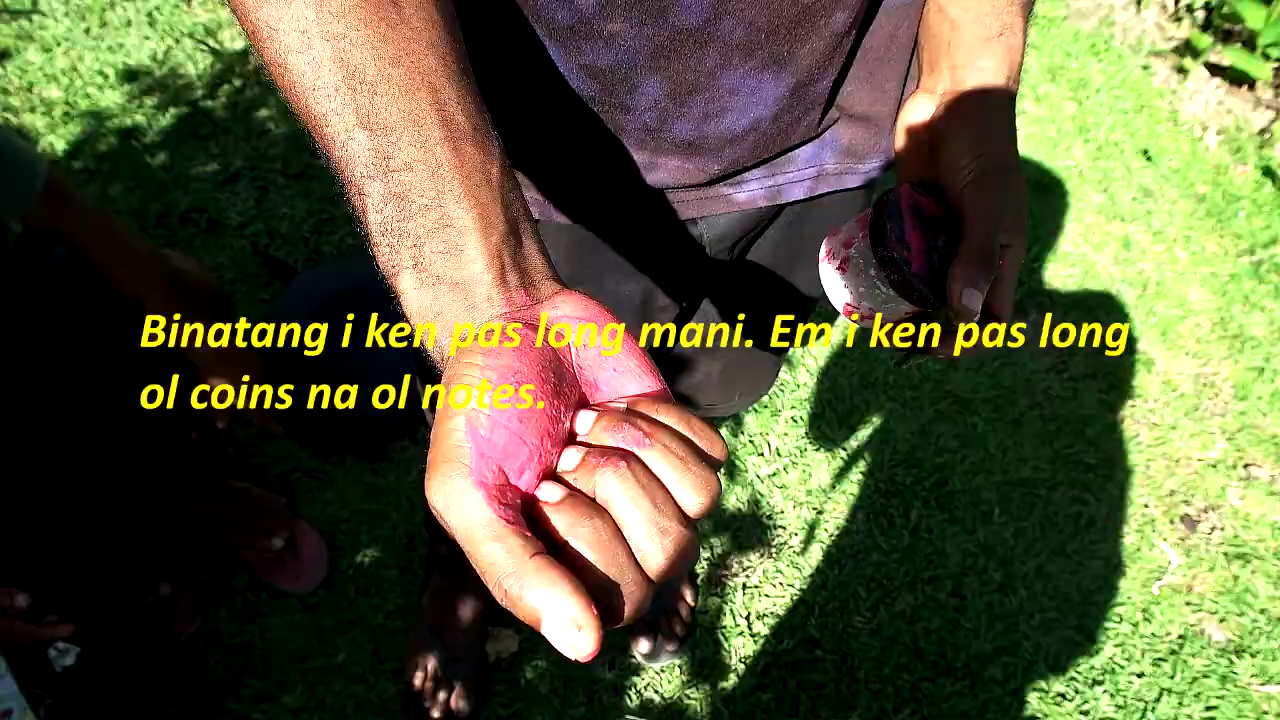 Binatang i ken pas long mani. Em i ken pas long
ol coins na ol notes.